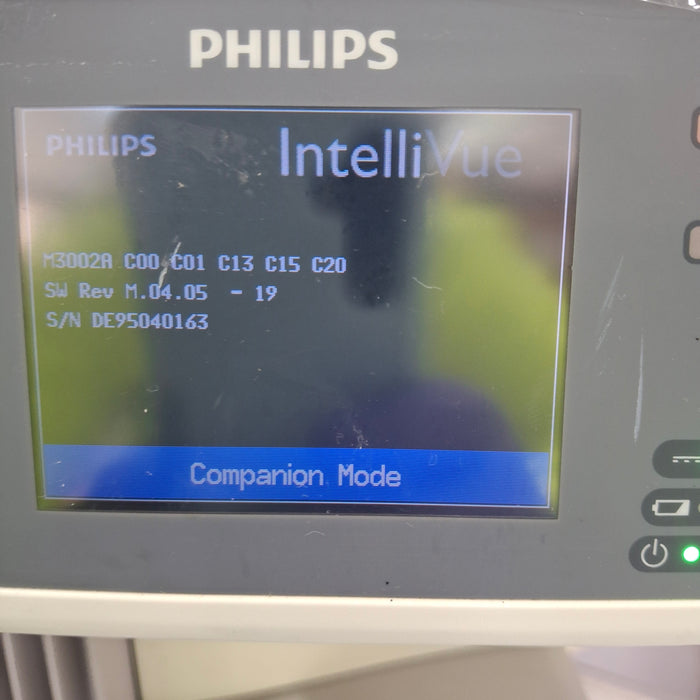 PHILIPS
PHILIPS
IntelliVue
M3002A C00 C01 C13 C15 C20
SW Rev M.04.05 - 19
S/N DE95040163
Companion Mode